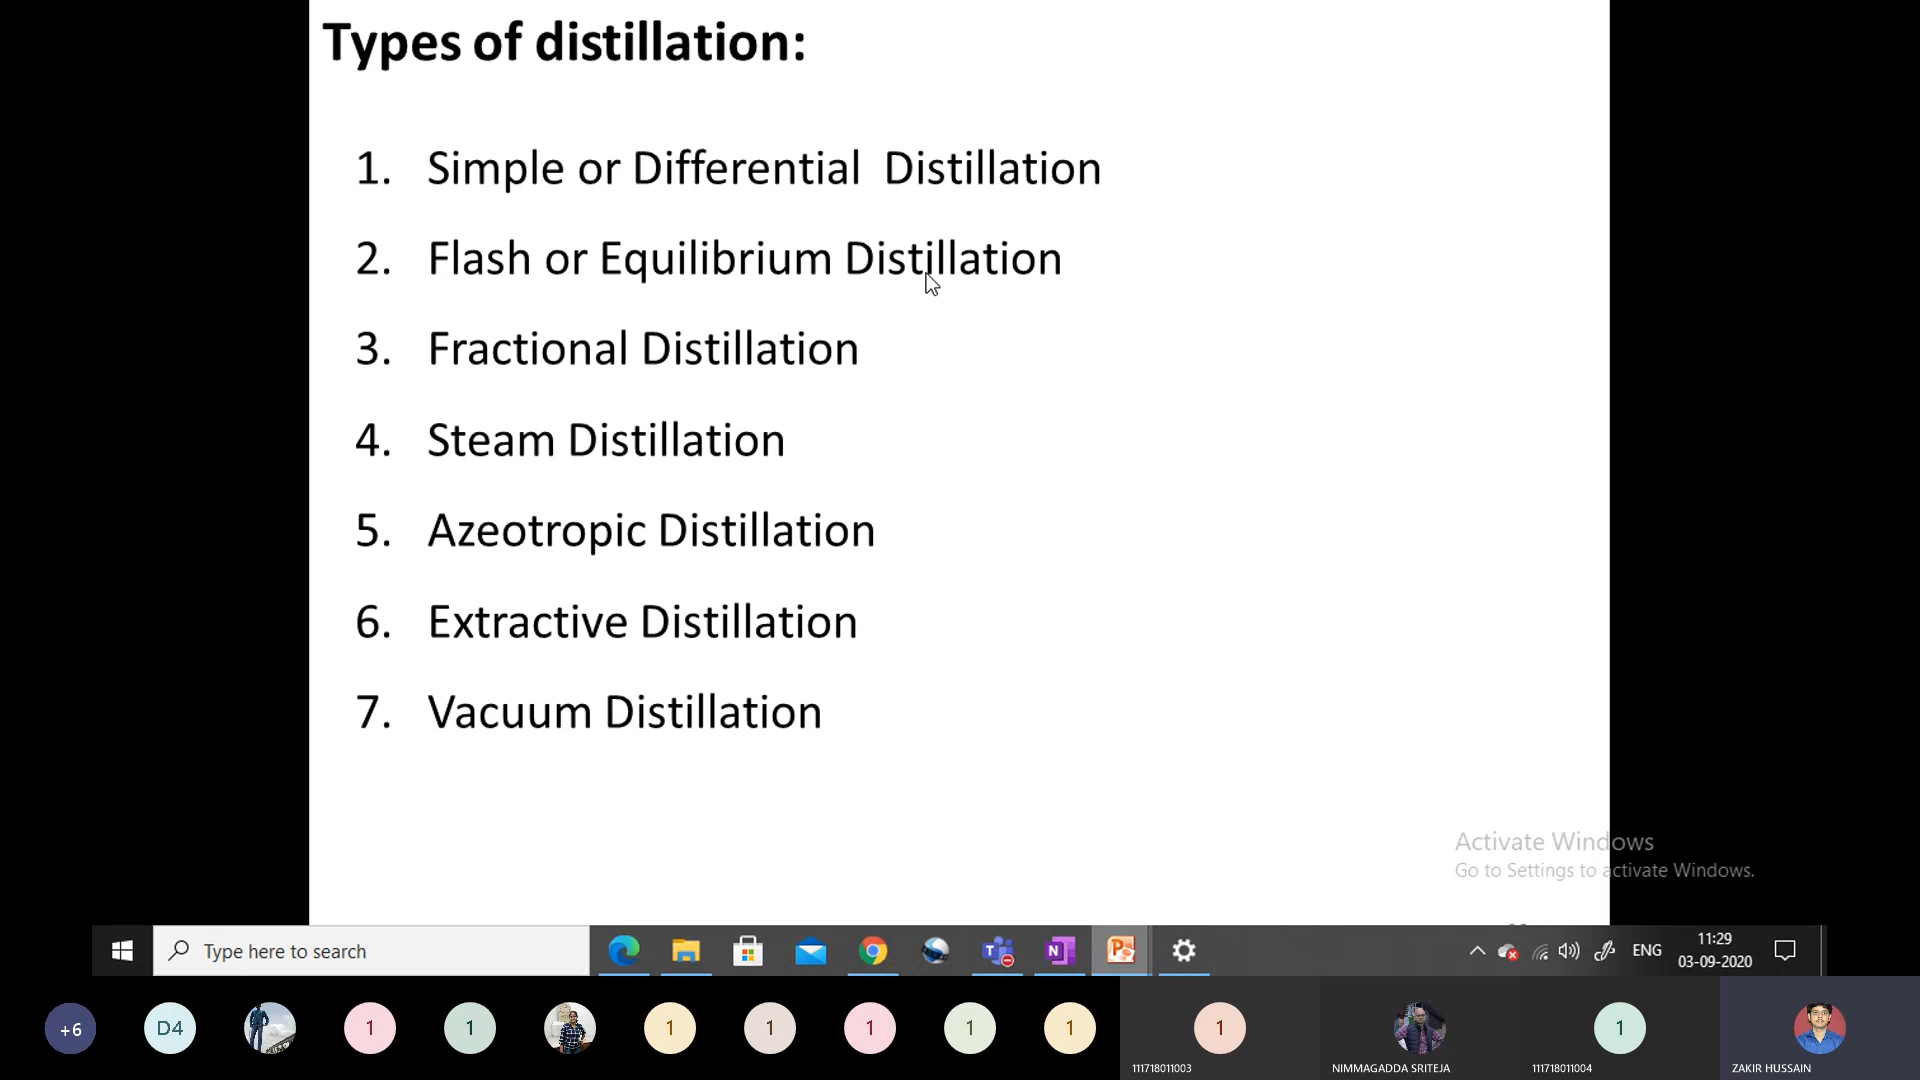 Types of distillation:
1. Simple or Differential Distillation
2. Flash or Equilibrium Distillation
3. Fractional Distillation
4. Steam Distillation
5. Azeotropic Distillation
6. Extractive Distillation
7. Vacuum Distillation
Activate Windows
Go to Settings to activate Windows.
Type here to search
ENG
11:29
03-09-2020
+6
D4
1
1
1
1
1
1
1
1
1
111718011003
NIMMAGADDA SRITEJA
111718011004
ZAKIR HUSSAIN